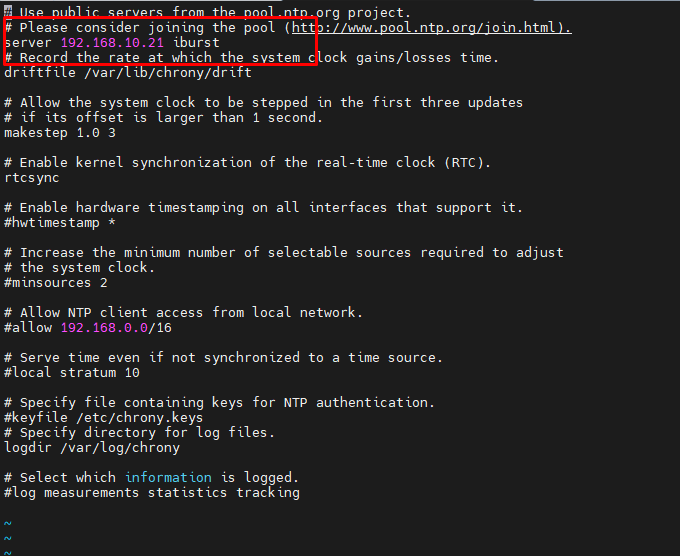 # Use public servers from the pool.ntp.org project.
# Please consider joining the pool (http://www.pool.ntp.org/join.html).
server 192.168.10.21 iburst
# Record the rate at which the system clock gains/losses time.
driftfile /var/lib/chrony/drift
# Allow the system clock to be stepped in the first three updates
# if its offset is larger than 1 second.
makestep 1.0 3
# Enable kernel synchronization of the real-time clock (RTC).
rtcsync
# Enable hardware timestamping on all interfaces that support it.
#hwtimestamp *
# Increase the minimum number of selectable sources required to adjust
# the system clock.
#minsources 2
# Allow NTP client access from local network.
#allow 192.168.0.0/16
# Serve time even if not synchronized to a time source.
#local stratum 10
# Specify file containing keys for NTP authentication.
#keyfile /etc/chrony.keys
# Specify directory for log files.
logdir /var/log/chrony
# Select which information is logged.
#log measurements statistics tracking
~
~
~